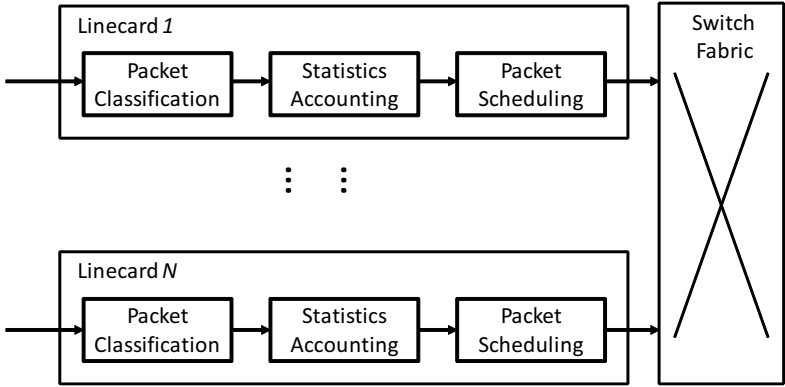 Linecard 1
Packet
Classification
Statistics
Accounting
Packet
Scheduling
Switch
Fabric
Linecard N
Packet
Classification
Statistics
Accounting
Packet
Scheduling